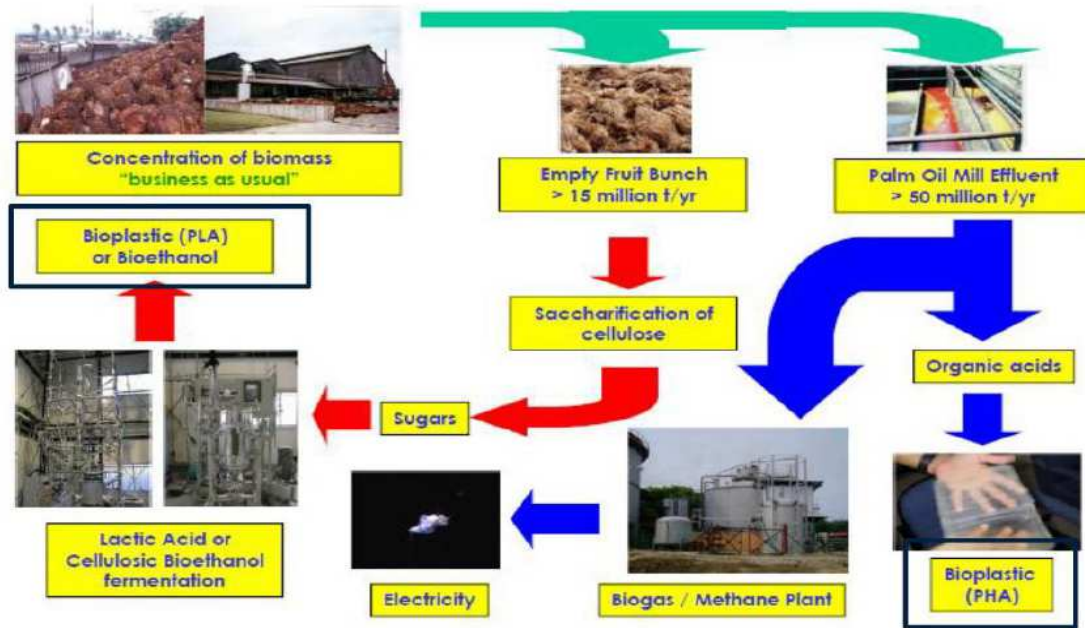 Concentration of biomass
"business as usual"
Empty Fruit Bunch
> 15 million t/yr
Palm Oil Mill Effluent
> 50 million t/yr
Bioplastic (PLA)
or Bioethanol
Saccharification of
cellulose
Organic acids
Sugars
Lactic Acid or
Cellulosic Bioethanol
fermentation
Electricity
Biogas / Methane Plant
Bioplastic
(PHA)